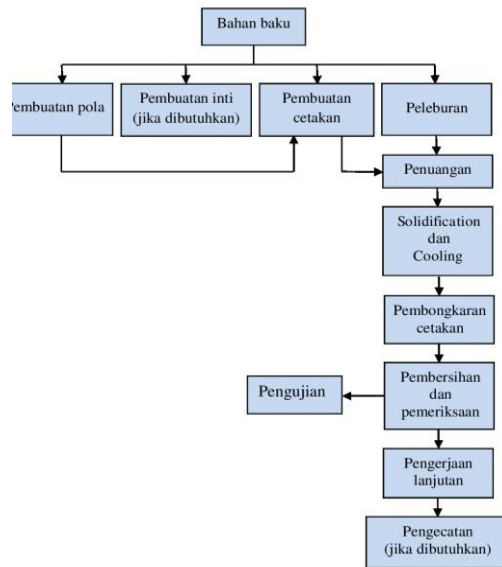 Bahan baku
embuatan pola
Pembuatan inti
(jika dibutuhkan)
Pembuatan
cetakan
Peleburan
Penuangan
Solidification
dan
Cooling
Pembongkaran
cetakan
Pengujian
Pembersihan
dan
pemeriksaan
Pengerjaan
lanjutan
Pengecatan
(jika dibutuhkan)